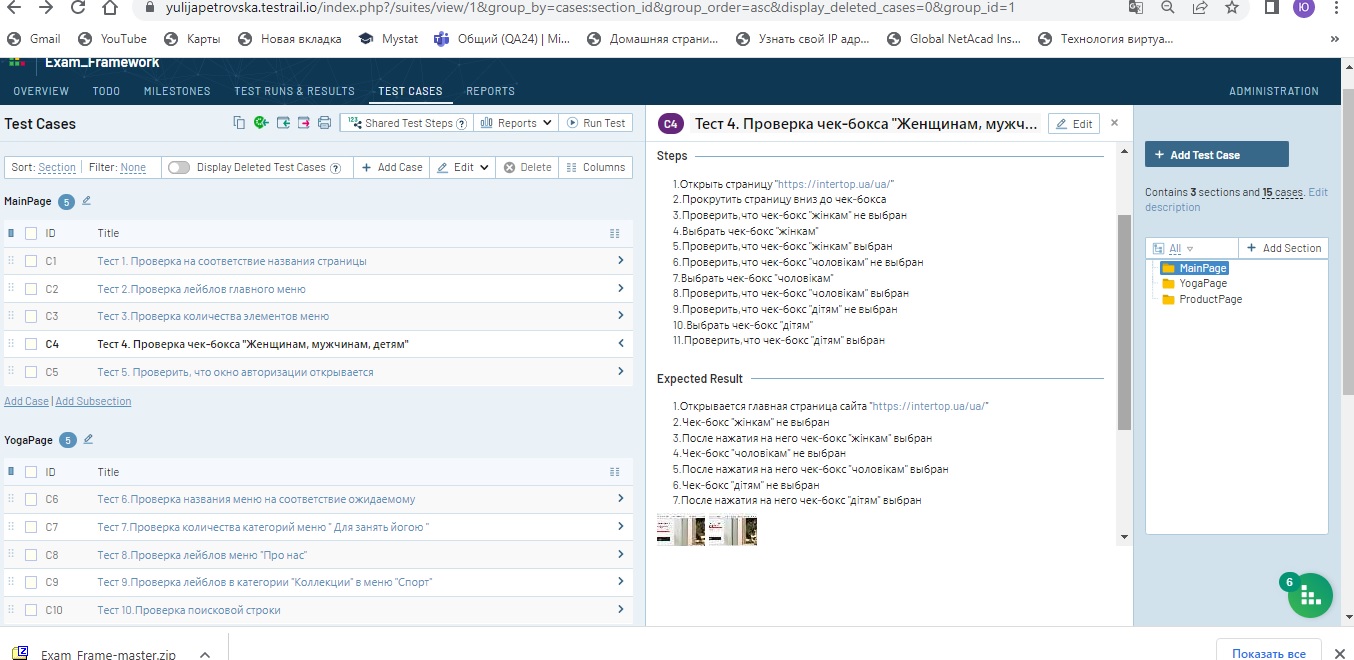 yulijapetrovska.testrail.io/index.php?/suites/view/1&group_by=cases:section_id&group_order=asc&display_deleted_cases=0&group_id=1
Ю
Gmail YouTube Карты Новая вкладка Mystat Общий (QA24) | Mi... Домашняя страни... Узнать свой IP адр... Global NetAcad Ins... Технология виртуа... »
Exam_Framework
OVERVIEW TODO MILESTONES TEST RUNS & RESULTS TEST CASES REPORTS ADMINISTRATION
Test Cases
Shared Test Steps ? Reports Run Test
Sort: Section Filter: None Display Deleted Test Cases ? + Add Case Edit Delete Columns
MainPage 5
ID Title
C1 Тест 1. Проверка на соответствие названия страницы
C2 Тест 2.Проверка лейблов главного меню
C3 Тест 3.Проверка количества элементов меню
C4 Тест 4. Проверка чек-бокса "Женщинам, мужчинам, детям"
C5 Тест 5. Проверить, что окно авторизации открывается
Add Case | Add Subsection
YogaPage 5
ID Title
C6 Тест 6.Проверка названия меню на соответствие ожидаемому
C7 Тест 7.Проверка количества категорий меню " Для занять йогою "
C8 Тест 8.Проверка лейблов меню "Про нас"
C9 Тест 9.Проверка лейблов в категории "Коллекции" в меню "Спорт"
C10 Тест 10.Проверка поисковой строки
C4 Тест 4. Проверка чек-бокса "Женщинам, мужч... Edit ×
Steps
1.Открыть страницу "https://intertop.ua/ua/"
2.Прокрутить страницу вниз до чек-бокса
3.Проверить,что чек-бокс "жінкам" не выбран
4.Выбрать чек-бокс "жінкам"
5.Проверить,что чек-бокс "жінкам" выбран
6.Проверить,что чек-бокс "чоловікам" не выбран
7.Выбрать чек-бокс "чоловікам"
8.Проверить,что чек-бокс "чоловікам" выбран
9.Проверить,что чек-бокс "дітям" не выбран
10.Выбрать чек-бокс "дітям"
11.Проверить,что чек-бокс "дітям" выбран
Expected Result
1.Открывается главная страница сайта "https://intertop.ua/ua/"
2.Чек-бокс "жінкам" не выбран
3.После нажатия на него чек-бокс "жінкам" выбран
4.Чек-бокс "чоловікам" не выбран
5.После нажатия на него чек-бокс "чоловікам" выбран
6.Чек-бокс "дітям" не выбран
7.После нажатия на него чек-бокс "дітям" выбран
+ Add Test Case
Contains 3 sections and 15 cases. Edit
description
All + Add Section
MainPage
YogaPage
ProductPage
6
Exam_Frame-master.zip
Показать все